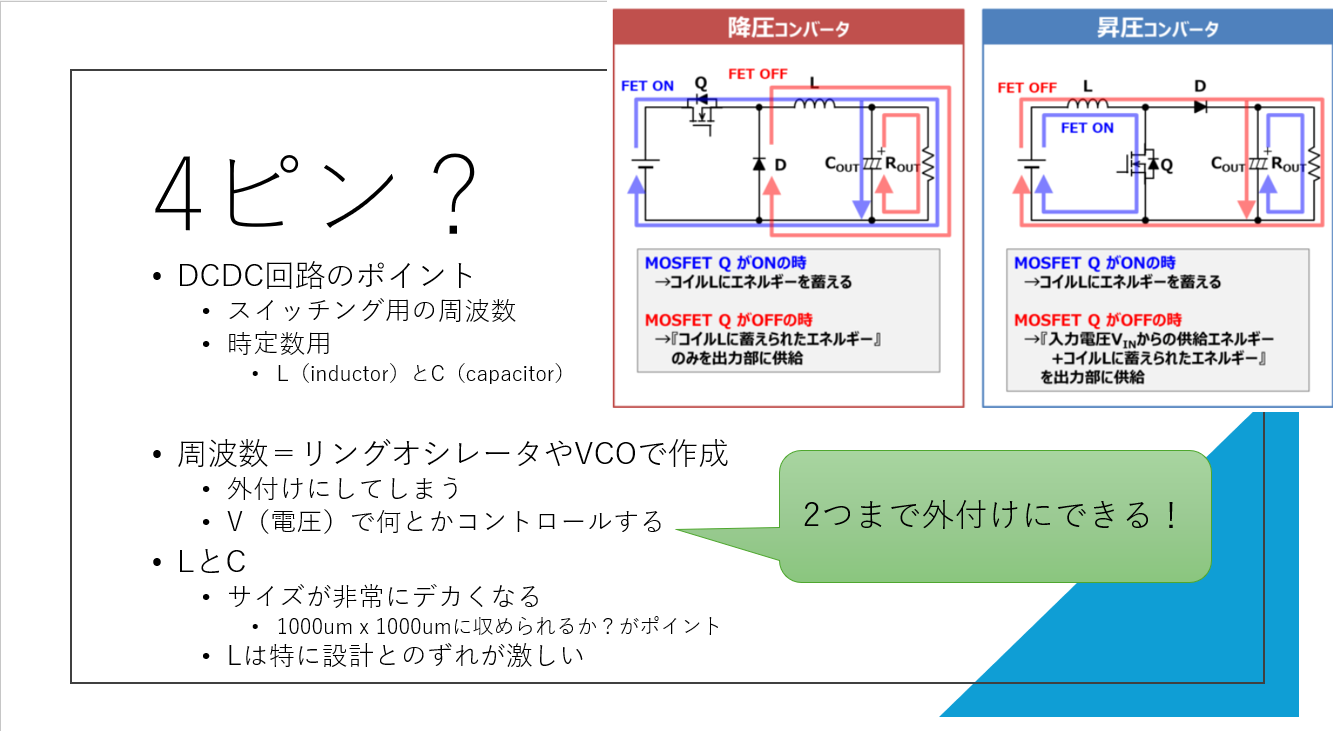 4ピン？
• DCDC回路のポイント
• スイッチング用の周波数
• 時定数用
• L（inductor）とC（capacitor）
• 周波数＝リングオシレータやVCOで作成
• 外付けにしてしまう
• V（電圧）で何とかコントロールする
• LとC
• サイズが非常にデカくなる
• 1000um x 1000umに収められるか？がポイント
• Lは特に設計とのずれが激しい
2つまで外付けにできる！
降圧コンバータ
FET ON
Q
FET OFF
L
D
COUT
+
ROUT
MOSFET Q がONの時
→コイルLにエネルギーを蓄える
MOSFET Q がOFFの時
→『コイルLに蓄えられたエネルギー』
のみを出力部に供給
昇圧コンバータ
FET OFF
L
D
FET ON
Q
COUT
+
ROUT
MOSFET Q がONの時
→コイルLにエネルギーを蓄える
MOSFET Q がOFFの時
→『入力電圧VINからの供給エネルギー
+コイルLに蓄えられたエネルギー』
を出力部に供給